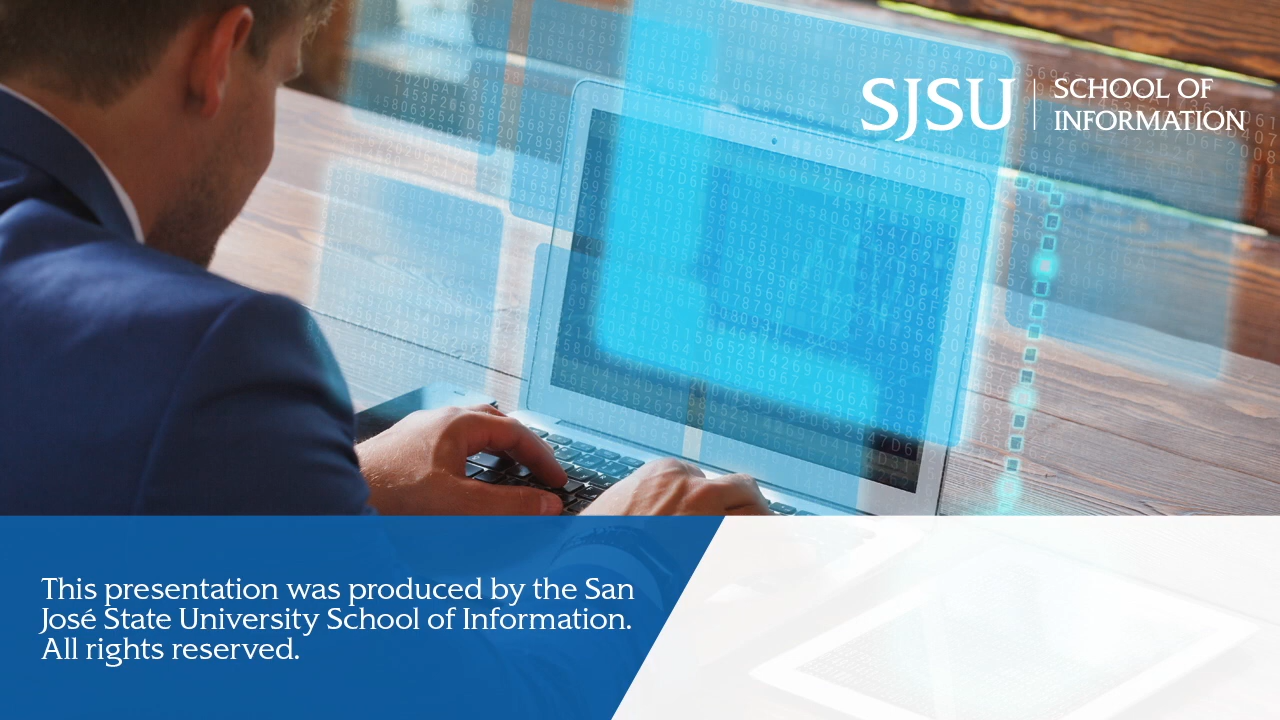 SJSU
SCHOOL OF
INFORMATION
This presentation was produced by the San
José State University School of Information.
All rights reserved.